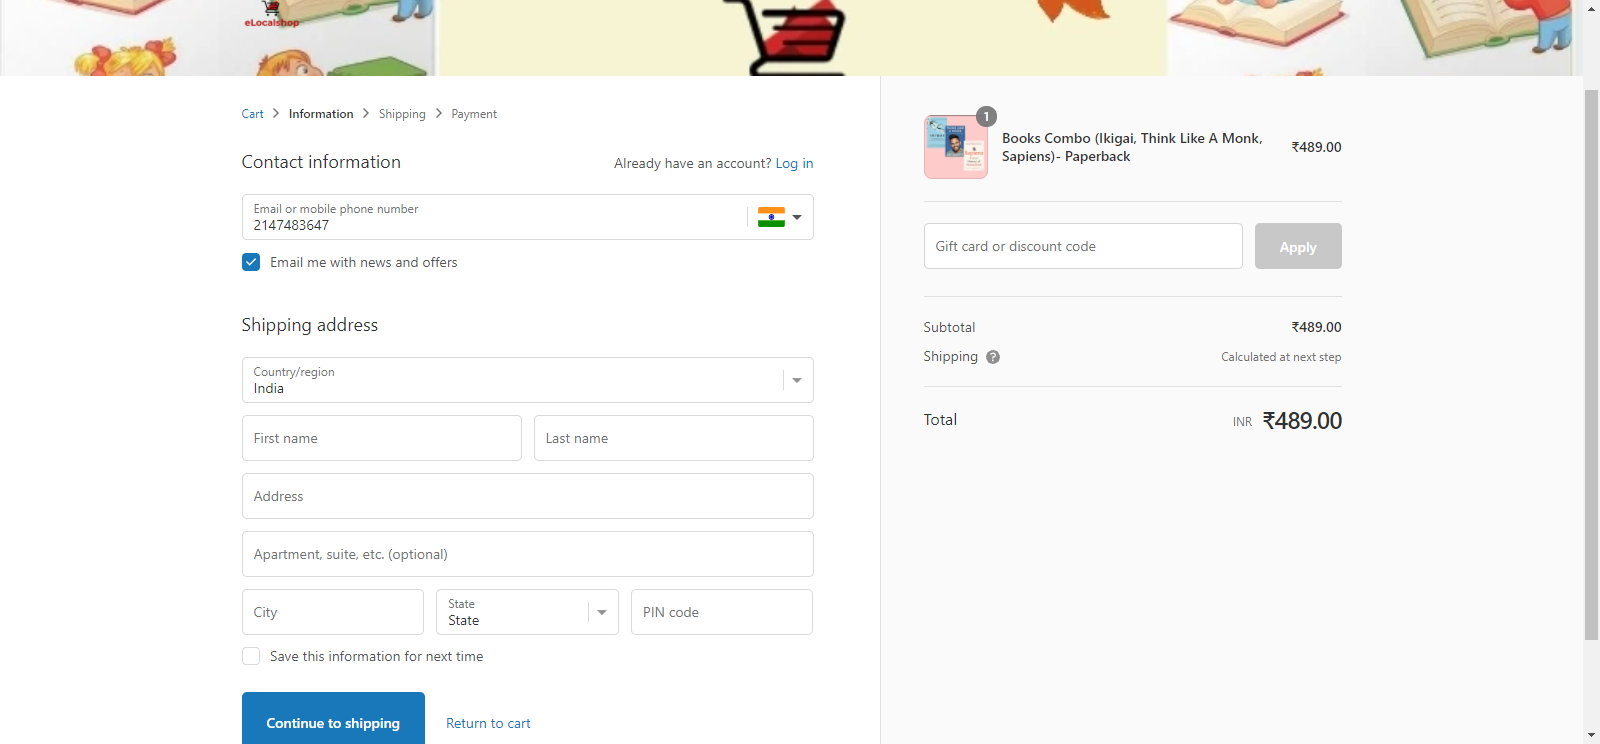 eLocalshop
Cart > Information > Shipping > Payment
Contact information
Already have an account? Log in
Email or mobile phone number
2147483647
Email me with news and offers
Shipping address
Country/region
India
First name
Last name
Address
Apartment, suite, etc. (optional)
City
State
State
PIN code
Save this information for next time
Continue to shipping
Return to cart
1
Books Combo (Ikigai, Think Like A Monk,
Sapiens)- Paperback
₹489.00
Gift card or discount code
Apply
Subtotal
₹489.00
Shipping ?
Calculated at next step
Total
INR ₹489.00